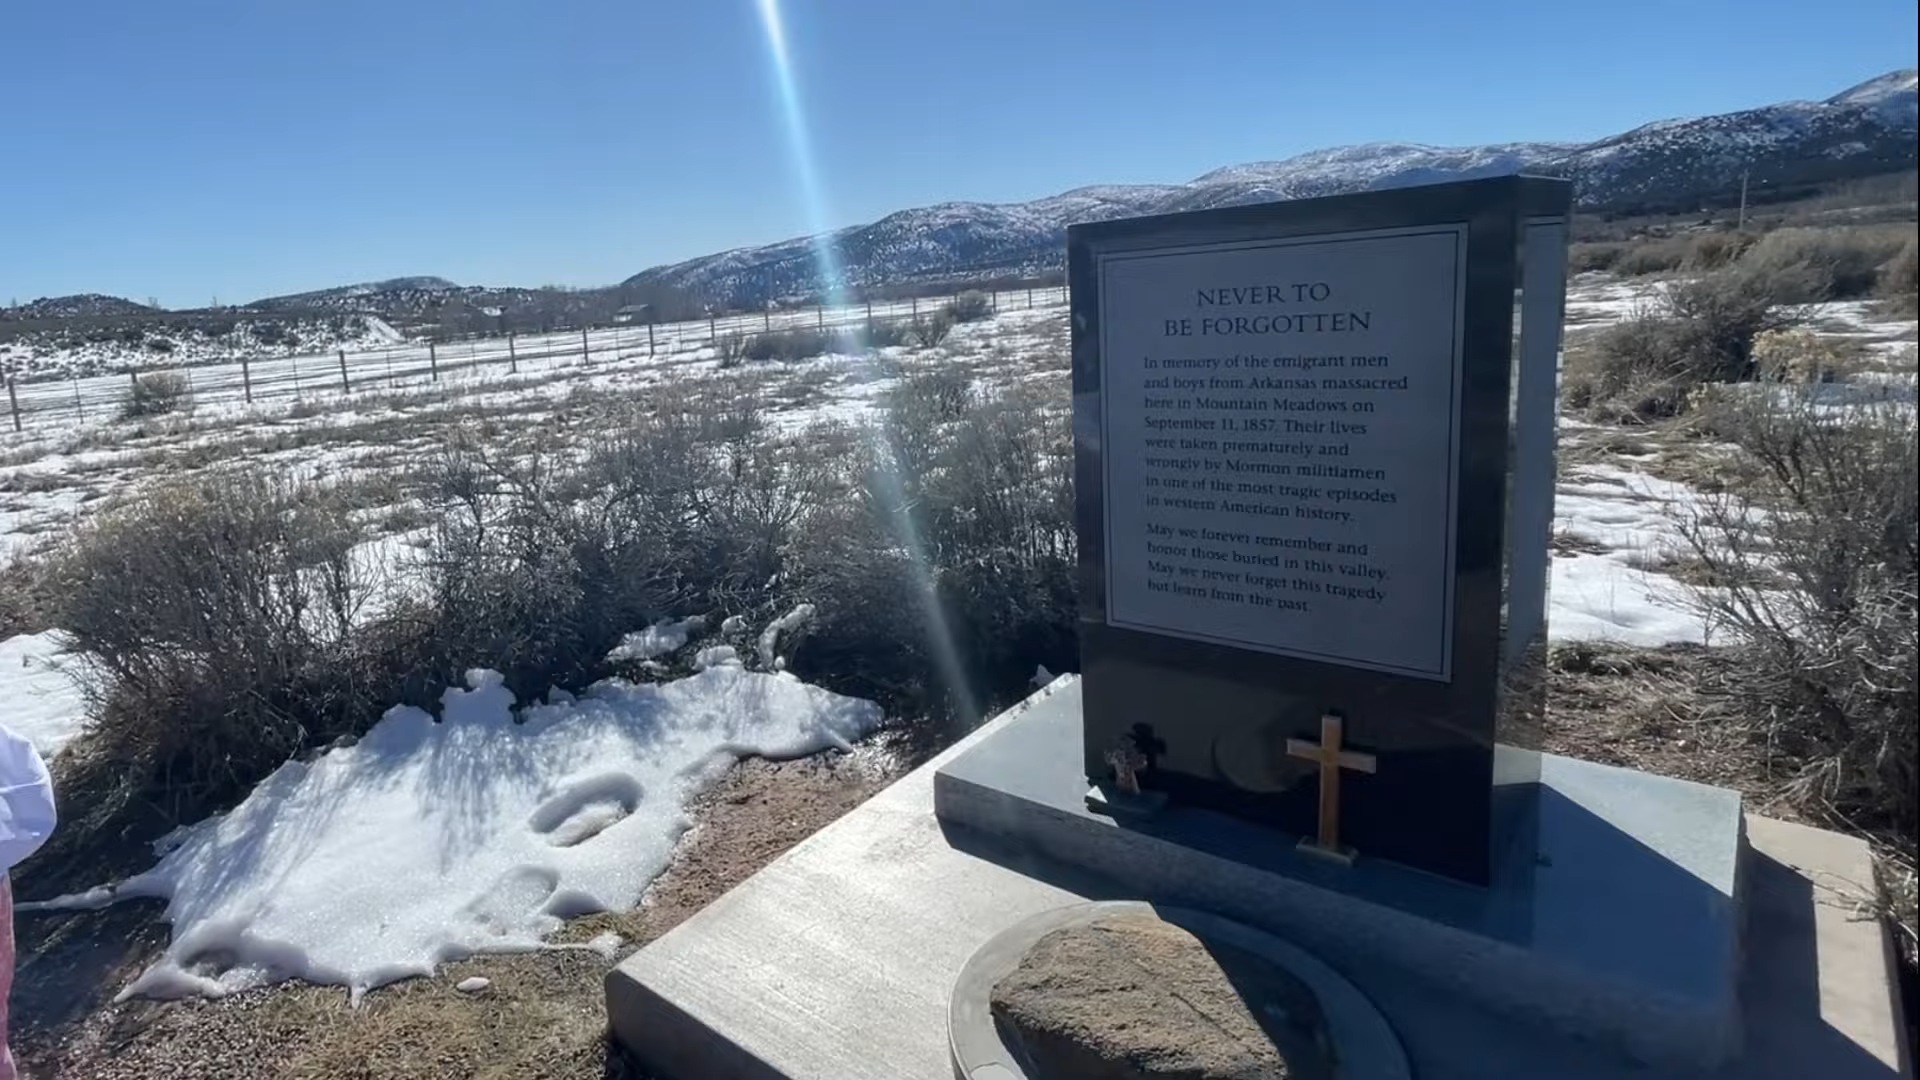 NEVER TO
BE FORGOTTEN
In memory of the emigrant men
and boys from Arkansas massacred
here in Mountain Meadows on
September 11, 1857. Their lives
were taken prematurely and
wrongly by Mormon militiamen
in one of the most tragic episodes
in western American history.
May we forever remember and
honor those buried in this valley.
May we never forget this tragedy
but learn from the past.